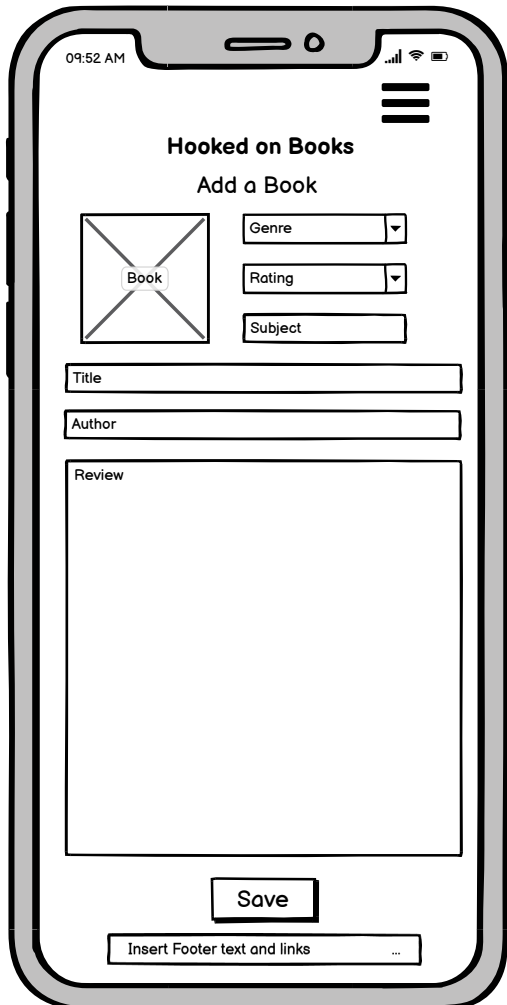 09:52 AM
Hooked on Books
Add a Book
Book
Genre
Rating
Subject
Title
Author
Review
Save
Insert Footer text and links ...